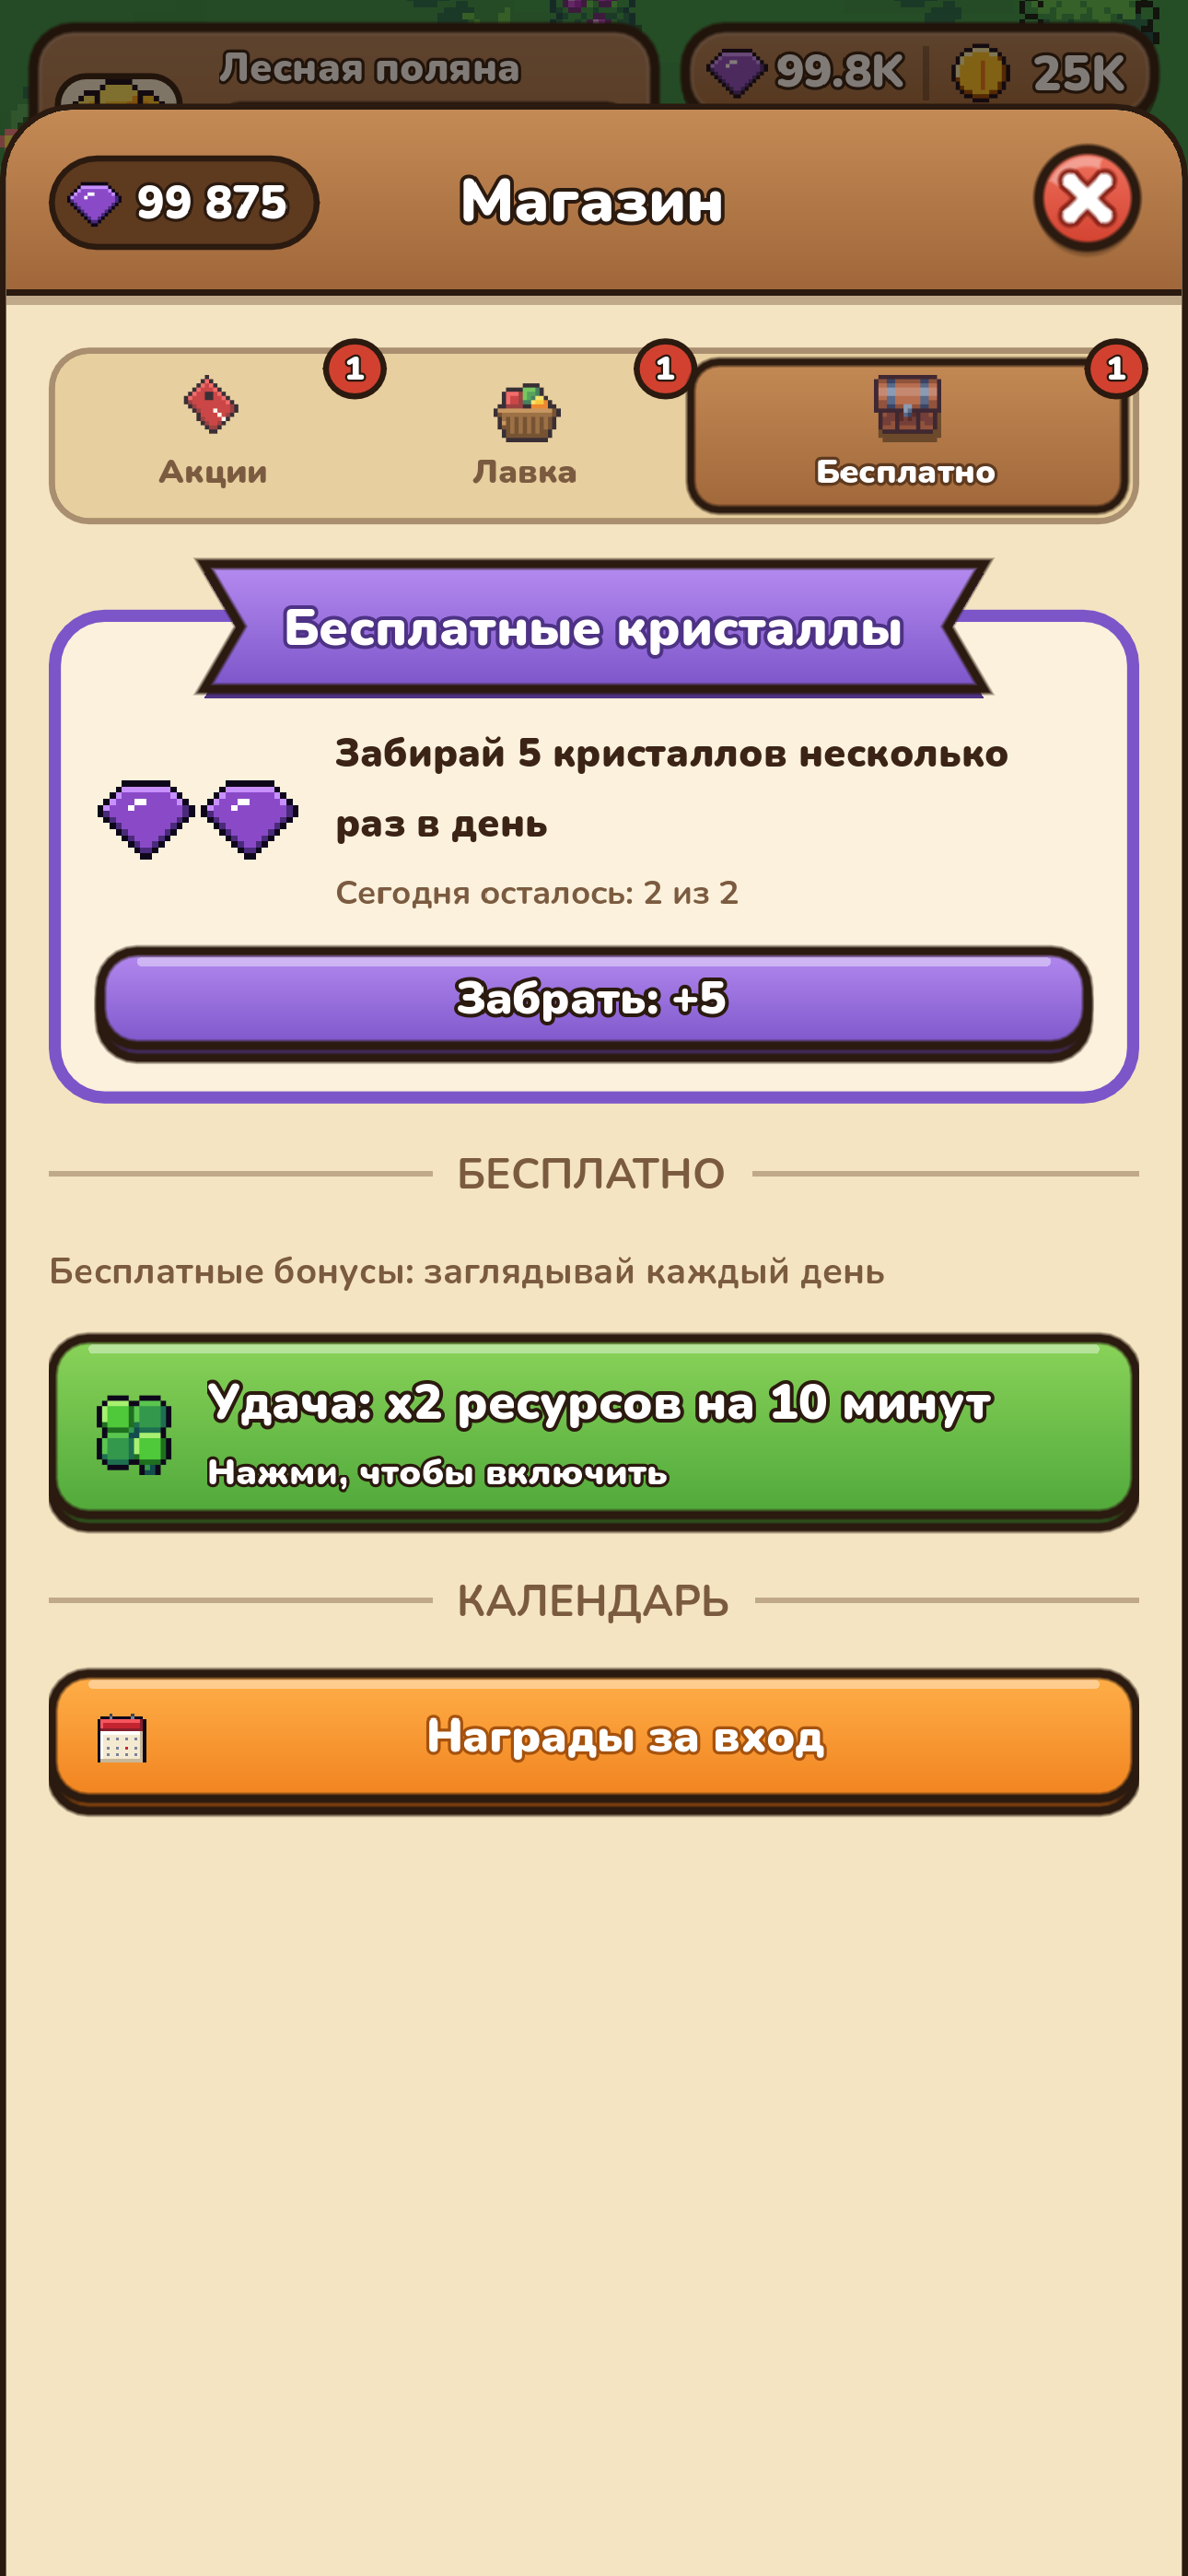 Лесная поляна
99.8K
25K
99 875
Магазин
1
1
1
Акции
Лавка
Бесплатно
Бесплатные кристаллы
Забирай 5 кристаллов несколько
раз в день
Сегодня осталось: 2 из 2
Забрать: +5
БЕСПЛАТНО
Бесплатные бонусы: заглядывай каждый день
Удача: x2 ресурсов на 10 минут
Нажми, чтобы включить
КАЛЕНДАРЬ
Награды за вход